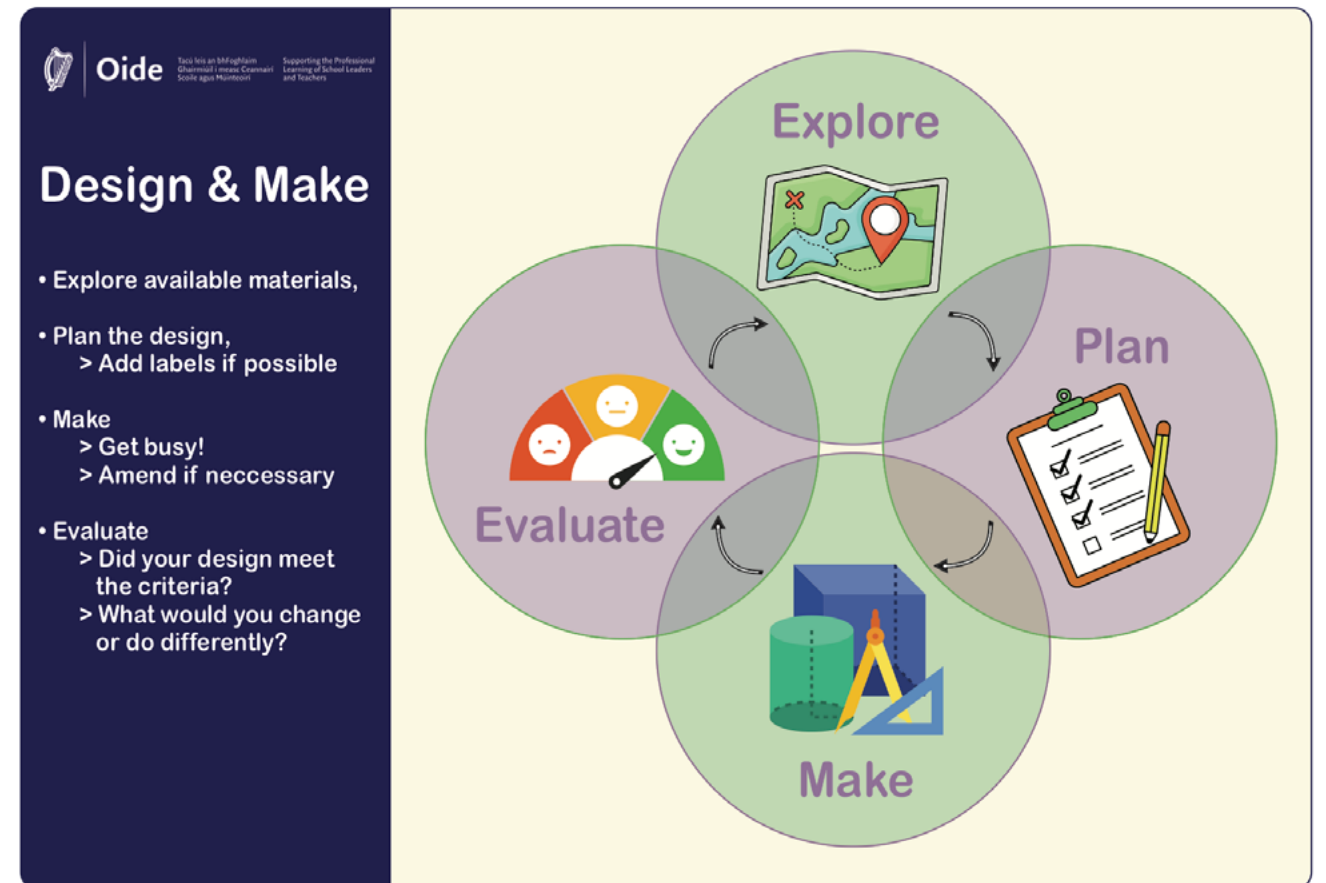 Oide
Tacú leis an bhFoghlaim
Ghairmiúil i measc Ceannairí
Scoile agus Múinteoirí
Supporting the Professional
Learning of School Leaders
and Teachers
Design & Make
• Explore available materials,
• Plan the design,
> Add labels if possible
• Make
> Get busy!
> Amend if neccessary
• Evaluate
> Did your design meet
the criteria?
> What would you change
or do differently?
Explore
Plan
Evaluate
Make